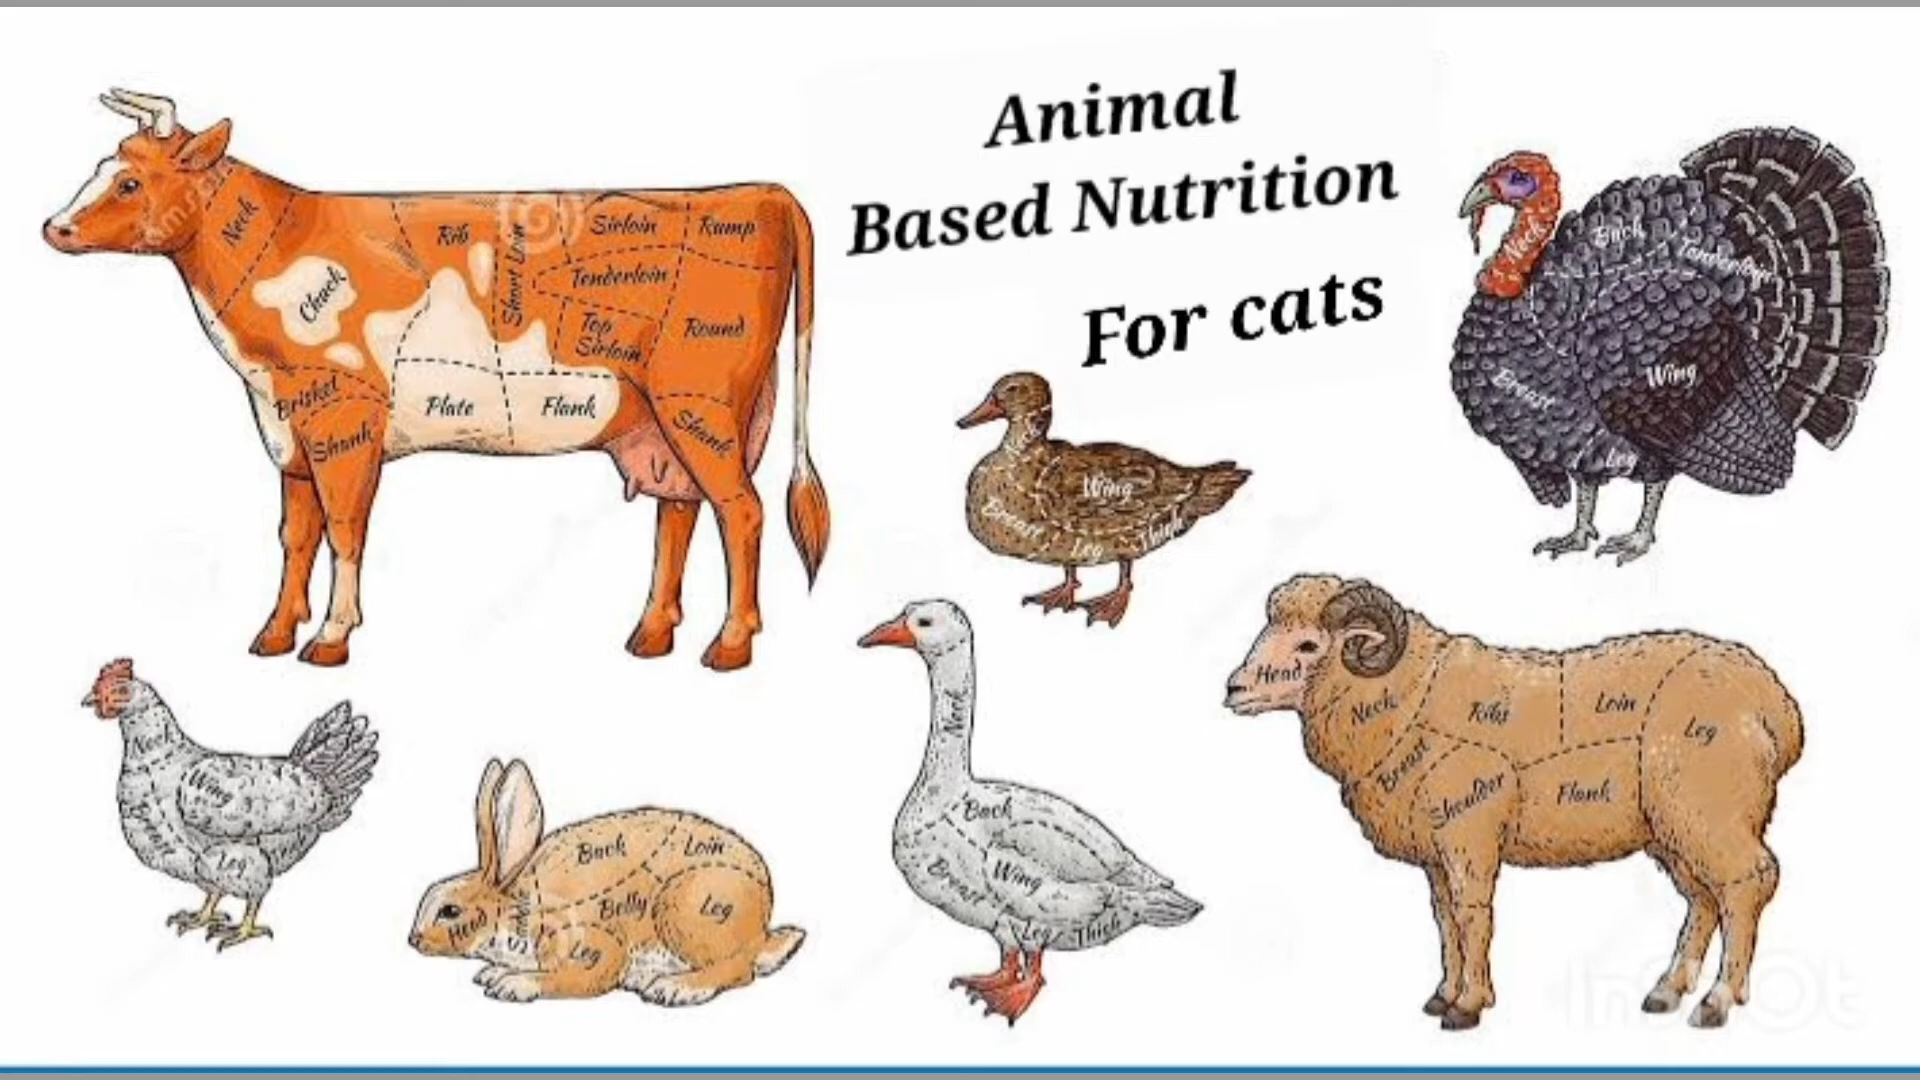 Animal
Based Nutrition
For cats
Neck
Chuck
Rib
Short Loin
Sirloin
Rump
Tenderloin
Top
Sirloin
Round
Brisket
Shank
Plate
Flank
Shank
Neck
Back
Tenderloin
Breast
Wing
Leg
Wing
Breast
Leg
Thigh
Neck
Wing
Breast
Leg
Back
Loin
Head
Saddle
Belly
Leg
Leg
Neck
Back
Breast
Wing
Leg
Thich
Head
Neck
Ribs
Loin
Leg
Breast
Shoulder
Flank
InShot